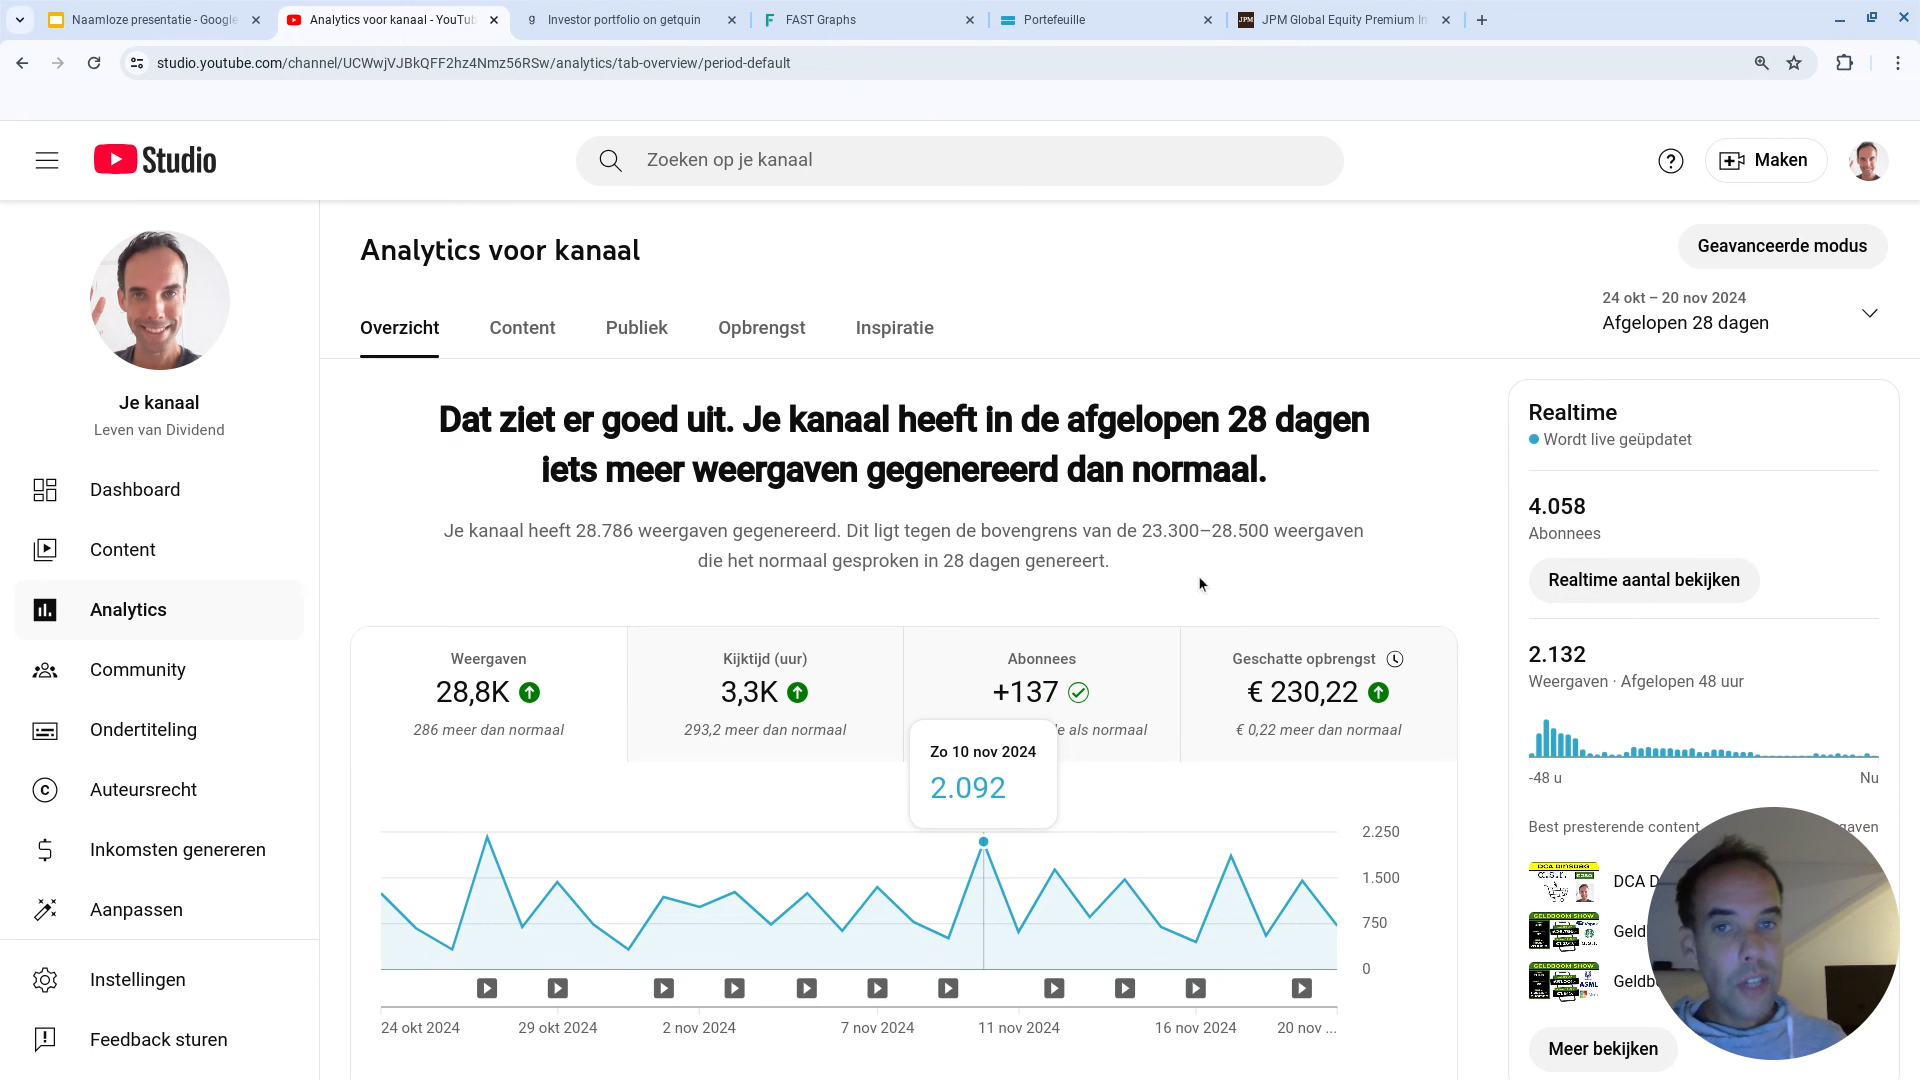 Naamloze presentatie - Google
Analytics voor kanaal - YouTub
Investor portfolio on getquin
FAST Graphs
Portefeuille
JPM Global Equity Premium In
studio.youtube.com/channel/UCWwjVJBkQFF2hz4Nmz56RSw/analytics/tab-overview/period-default
Studio
Zoeken op je kanaal
Maken
Analytics voor kanaal
Geavanceerde modus
24 okt – 20 nov 2024
Afgelopen 28 dagen
Overzicht
Content
Publiek
Opbrengst
Inspiratie
Je kanaal
Leven van Dividend
Dashboard
Content
Analytics
Community
Ondertiteling
Auteursrecht
Inkomsten genereren
Aanpassen
Instellingen
Feedback sturen
Dat ziet er goed uit. Je kanaal heeft in de afgelopen 28 dagen
iets meer weergaven gegenereerd dan normaal.
Je kanaal heeft 28.786 weergaven gegenereerd. Dit ligt tegen de bovengrens van de 23.300–28.500 weergaven
die het normaal gesproken in 28 dagen genereert.
Weergaven
28,8K
286 meer dan normaal
Kijktijd (uur)
3,3K
293,2 meer dan normaal
Abonnees
+137
als normaal
Geschatte opbrengst
€ 230,22
€ 0,22 meer dan normaal
Zo 10 nov 2024
2.092
2.250
1.500
750
0
24 okt 2024
29 okt 2024
2 nov 2024
7 nov 2024
11 nov 2024
16 nov 2024
20 nov ...
Realtime
Wordt live geüpdatet
4.058
Abonnees
Realtime aantal bekijken
2.132
Weergaven · Afgelopen 48 uur
-48 u
Nu
Best presterende content
aven
DCA DINSDAG
DCA D
GELDBOOM SHOW
Geld
GELDBOOM SHOW
ASML
Geldb
Meer bekijken